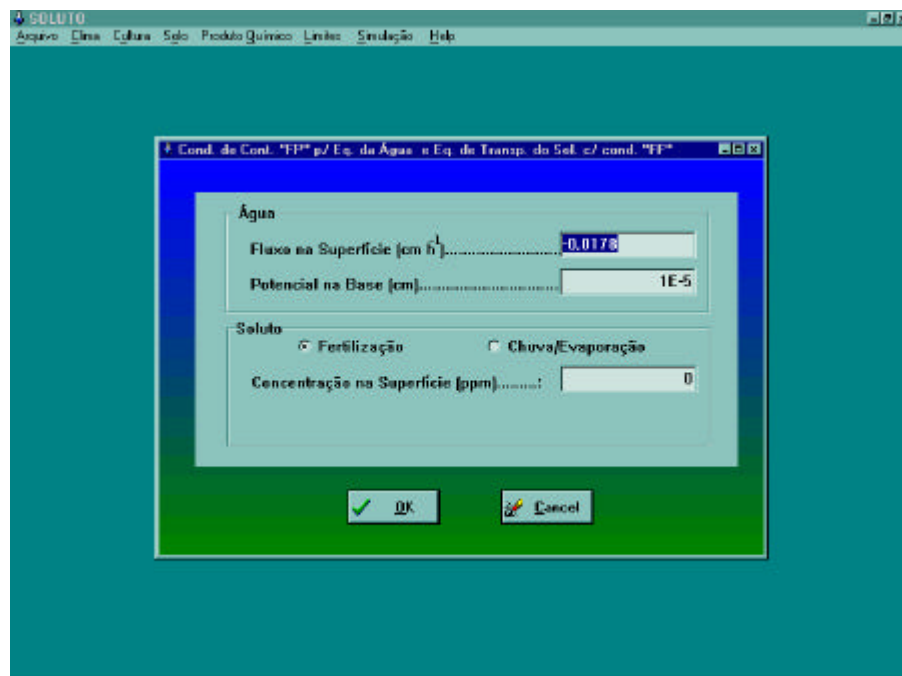 SOLUTO
Arquivo Clima Cultura Solo Produto Químico Limites Simulação Help
Cond. de Cont. "FP" p/ Eq. da Água e Eq. de Transp. do Sol. c/ cond. "FF"
Água
Fluxo na Superfície (cm h-1)........................ -0,0178
Potencial na Base (cm)................................ 1E-5
Soluto
Fertilização Chuva/Evaporação
Concentração na Superfície (ppm).........: 0
OK Cancel